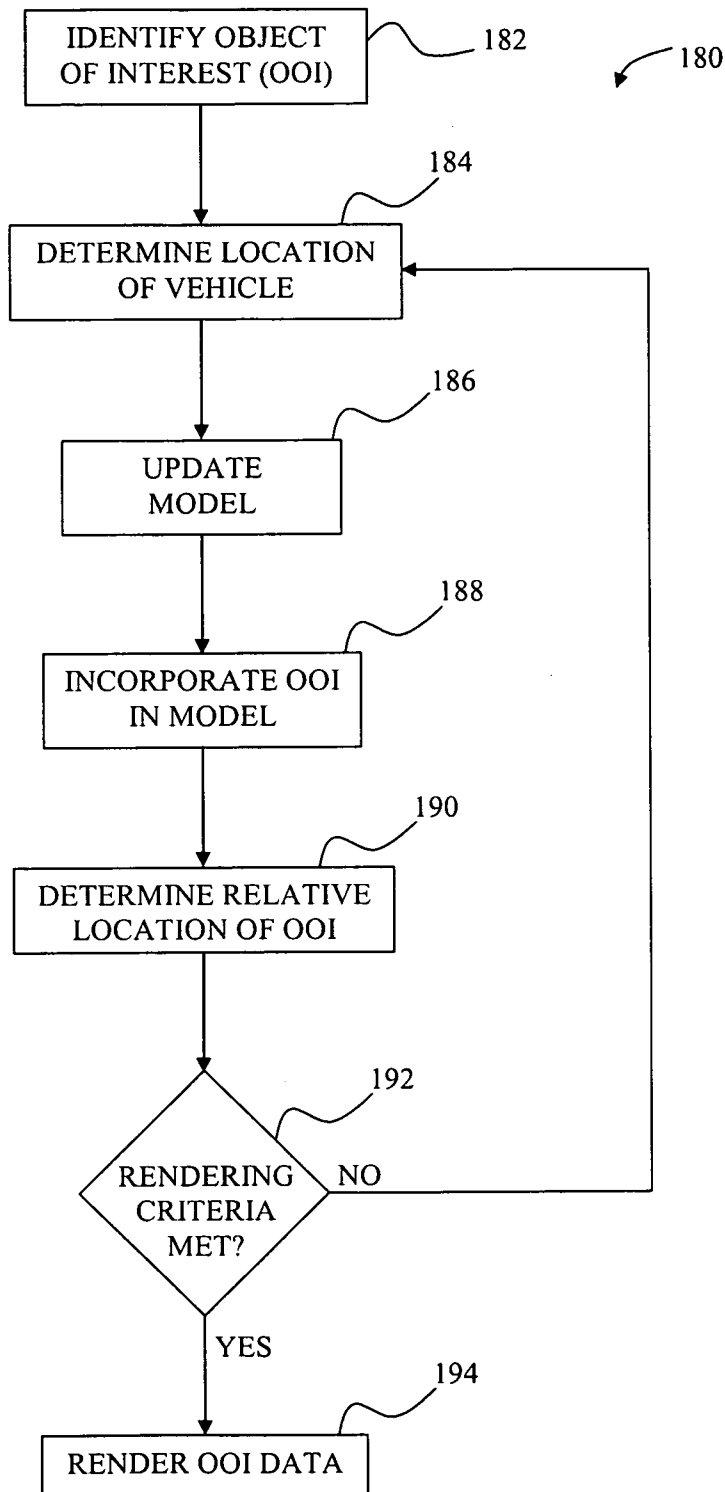 IDENTIFY OBJECT
OF INTEREST (OOI)
182
180
184
DETERMINE LOCATION
OF VEHICLE
186
UPDATE
MODEL
188
INCORPORATE OOI
IN MODEL
190
DETERMINE RELATIVE
LOCATION OF OOI
192
RENDERING
CRITERIA
MET?
NO
YES
194
RENDER OOI DATA